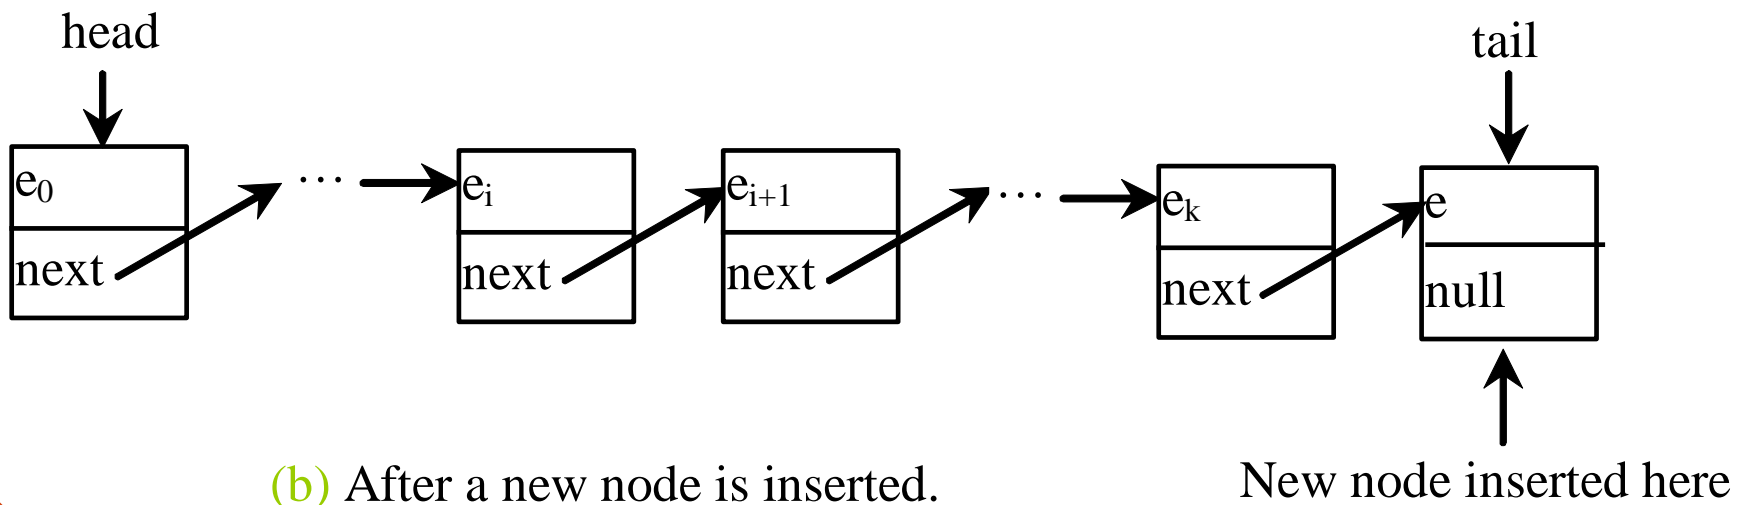 head
tail
e0
next
…
ei
next
ei+1
next
…
ek
next
e
null
(b) After a new node is inserted.
New node inserted here